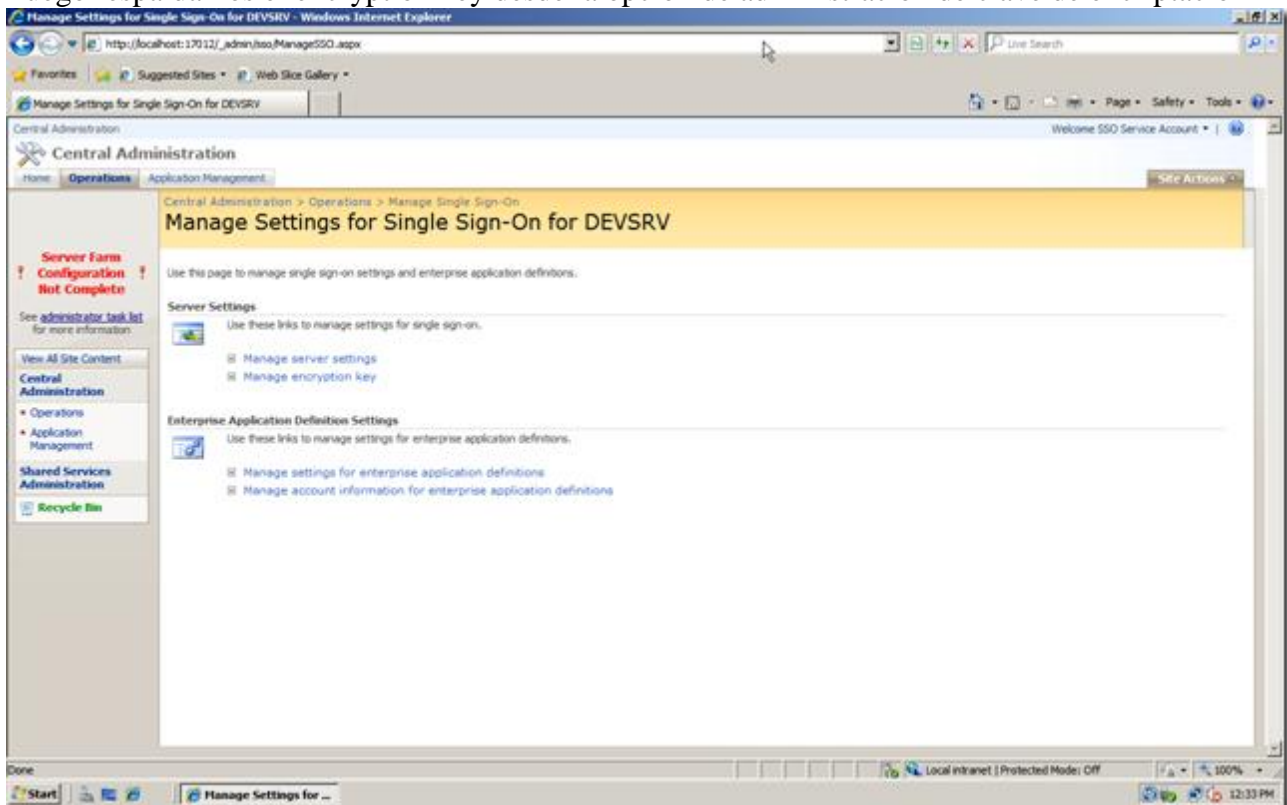 Manage Settings for Single Sign-On for DEVSRV - Windows Internet Explorer
http://localhost:17012/_admin/sso/ManageSSO.aspx
Live Search
Favorites Suggested Sites Web Slice Gallery
Manage Settings for Single Sign-On for DEVSRV Page Safety Tools
Central Administration Welcome SSO Service Account
Central Administration
Home Operations Application Management Site Actions
Central Administration > Operations > Manage Single Sign-On
Manage Settings for Single Sign-On for DEVSRV
Server Farm
! Configuration !
Not Complete
See administrator task list
for more information
View All Site Content
Central
Administration
Operations
Application
Management
Shared Services
Administration
Recycle Bin
Use this page to manage single sign-on settings and enterprise application definitions.
Server Settings
Use these links to manage settings for single sign-on.
Manage server settings
Manage encryption key
Enterprise Application Definition Settings
Use these links to manage settings for enterprise application definitions.
Manage settings for enterprise application definitions
Manage account information for enterprise application definitions
Done Local intranet | Protected Mode: Off 100%
Start Manage Settings for ... 12:33 PM